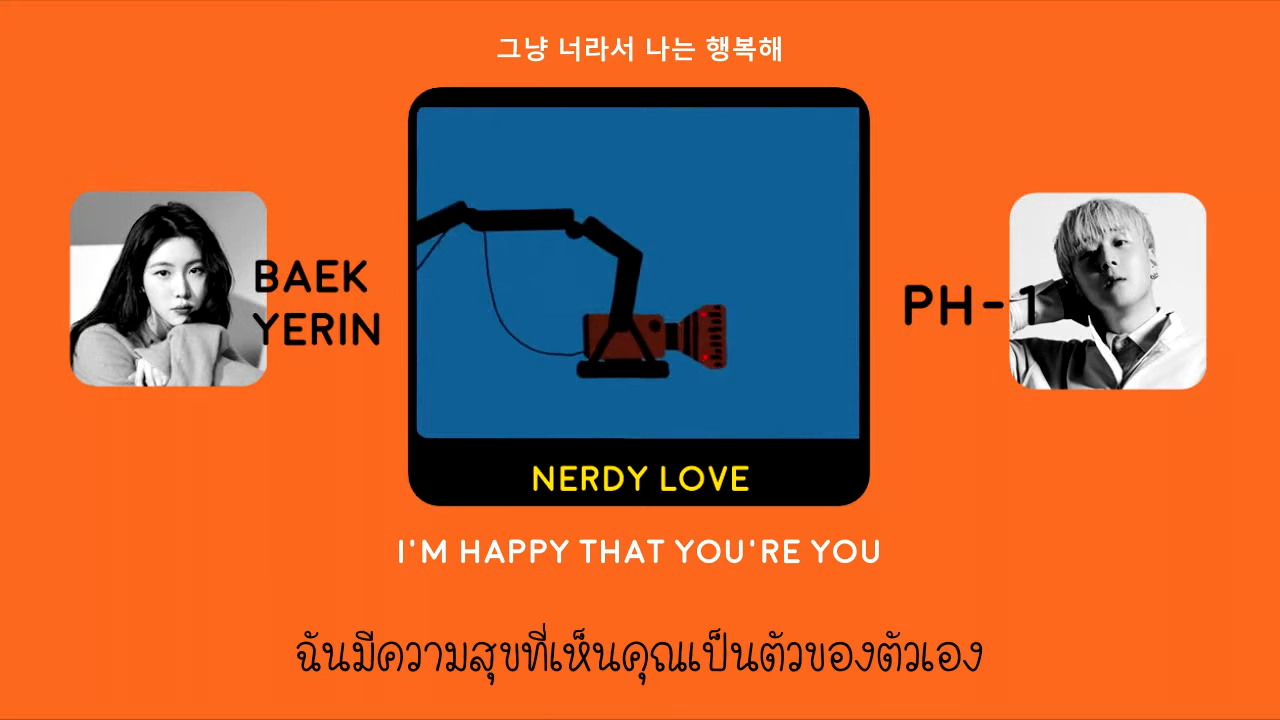 그냥 너라서 나는 행복해
BAEK
YERIN
PH-1
NERDY LOVE
I'M HAPPY THAT YOU'RE YOU
ฉันมีความสุขที่เห็นคุณเป็นตัวของตัวเอง